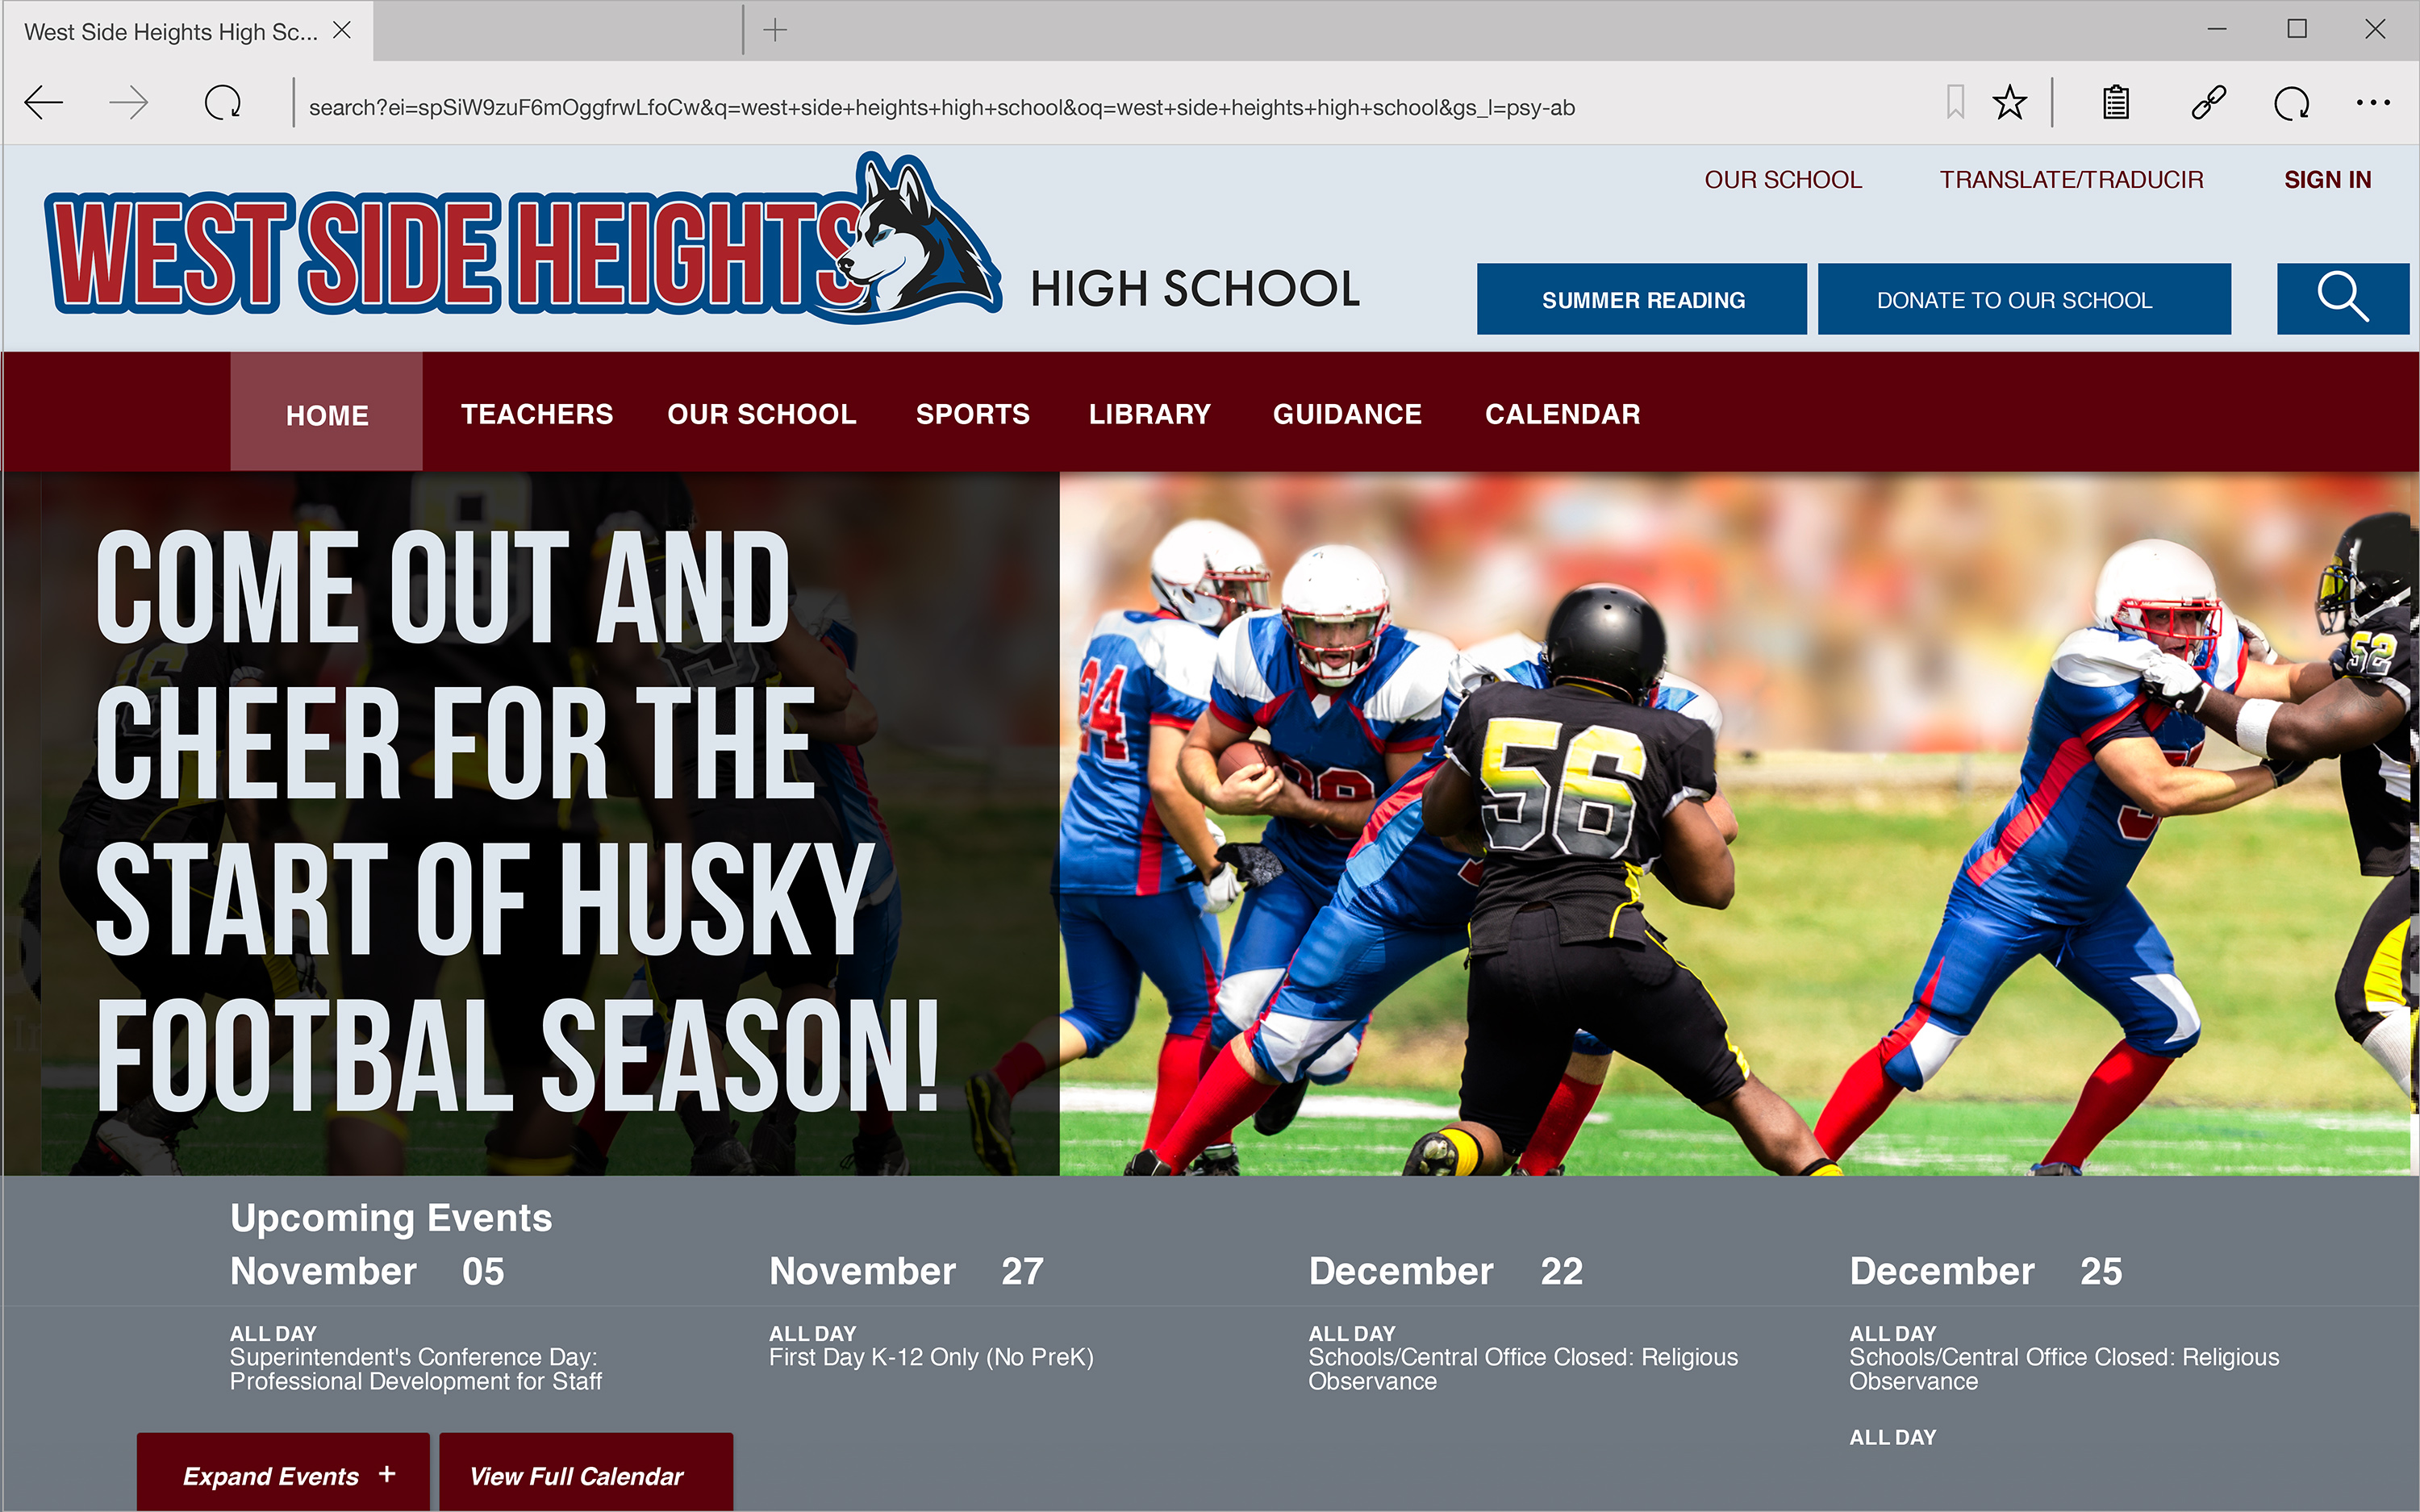 West Side Heights High Sc...
search?ei=spSiW9zuF6mOggfrwLfoCw&q=west+side+heights+high+school&oq=west+side+heights+high+school&gs_l=psy-ab
OUR SCHOOL TRANSLATE/TRADUCIR SIGN IN
WEST SIDE HEIGHTS HIGH SCHOOL
SUMMER READING DONATE TO OUR SCHOOL
HOME TEACHERS OUR SCHOOL SPORTS LIBRARY GUIDANCE CALENDAR
COME OUT AND
CHEER FOR THE
START OF HUSKY
FOOTBAL SEASON!
24
56
52
Upcoming Events
November 05
ALL DAY
Superintendent's Conference Day:
Professional Development for Staff
November 27
ALL DAY
First Day K-12 Only (No PreK)
December 22
ALL DAY
Schools/Central Office Closed: Religious
Observance
December 25
ALL DAY
Schools/Central Office Closed: Religious
Observance
ALL DAY
Expand Events +
View Full Calendar